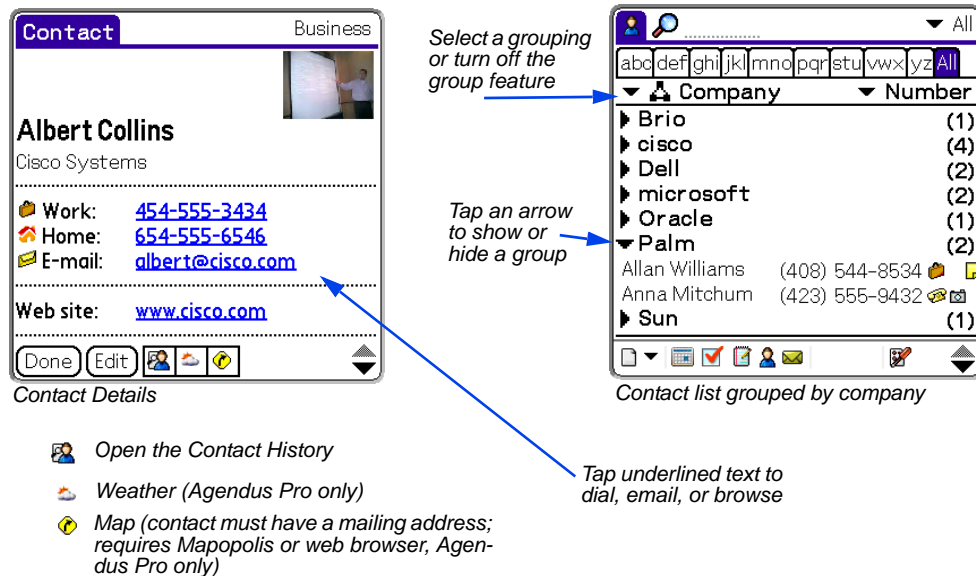 Contact
Business
Albert Collins
Cisco Systems
Work: 454-555-3434
Home: 654-555-6546
E-mail: albert@cisco.com
Web site: www.cisco.com
Done Edit
Contact Details
Open the Contact History
Weather (Agendus Pro only)
Map (contact must have a mailing address;
requires Mapopolis or web browser, Agen-
dus Pro only)
Select a grouping
or turn off the
group feature
Tap an arrow
to show or
hide a group
Tap underlined text to
dial, email, or browse
All
abc def ghi jkl mno pqr stu vwx yz All
Company Number
Brio (1)
cisco (4)
Dell (2)
microsoft (2)
Oracle (1)
Palm (2)
Allan Williams (408) 544-8534
Anna Mitchum (423) 555-9432
Sun (1)
Contact list grouped by company